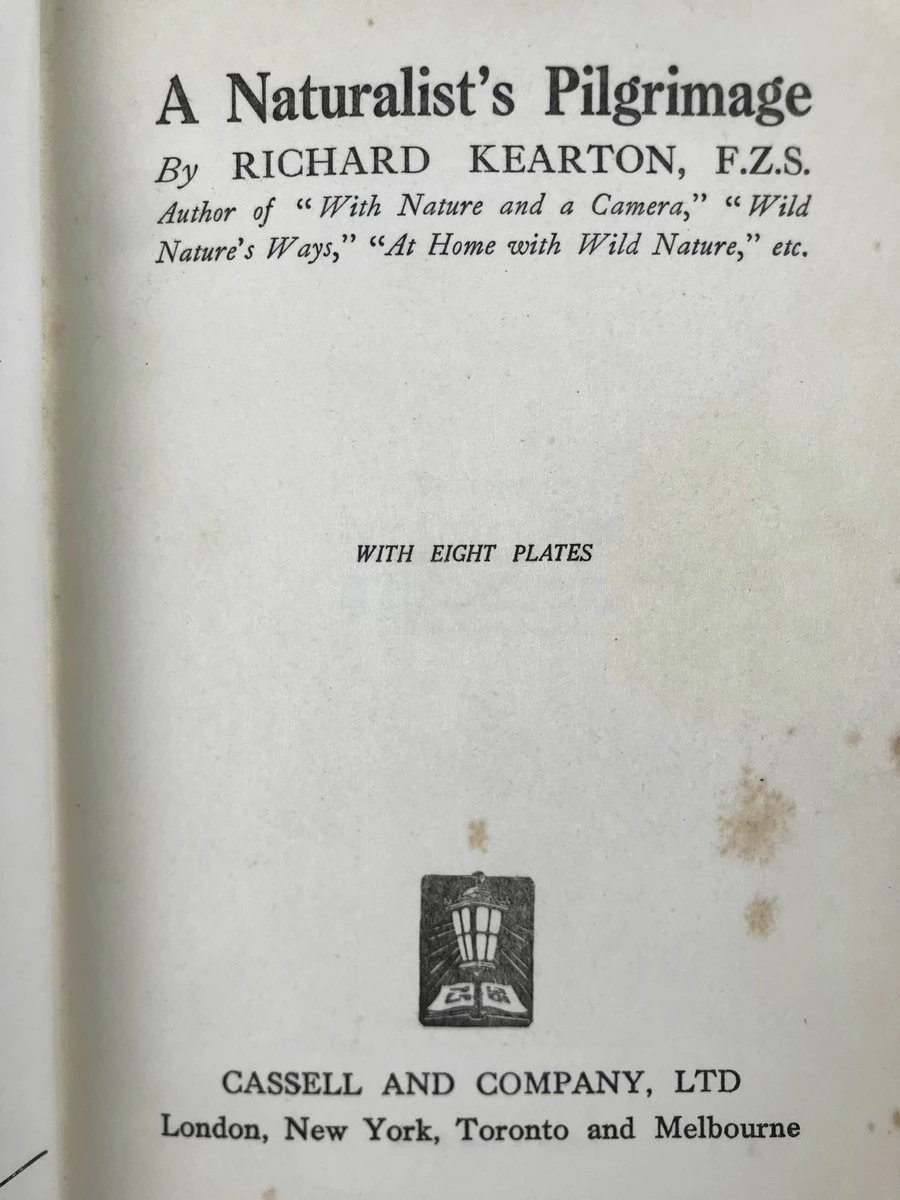 A Naturalist's Pilgrimage
By RICHARD KEARTON, F.Z.S.
Author of "With Nature and a Camera," "Wild
Nature's Ways," "At Home with Wild Nature," etc.
WITH EIGHT PLATES
CASSELL AND COMPANY, LTD
London, New York, Toronto and Melbourne